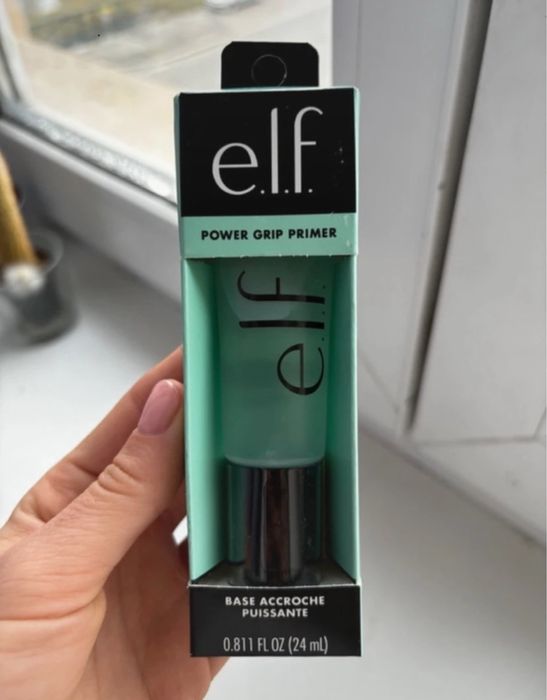 e.l.f.
POWER GRIP PRIMER
e.l.f.
BASE ACCROCHE
PUISSANTE
0.811 FL OZ (24 mL)